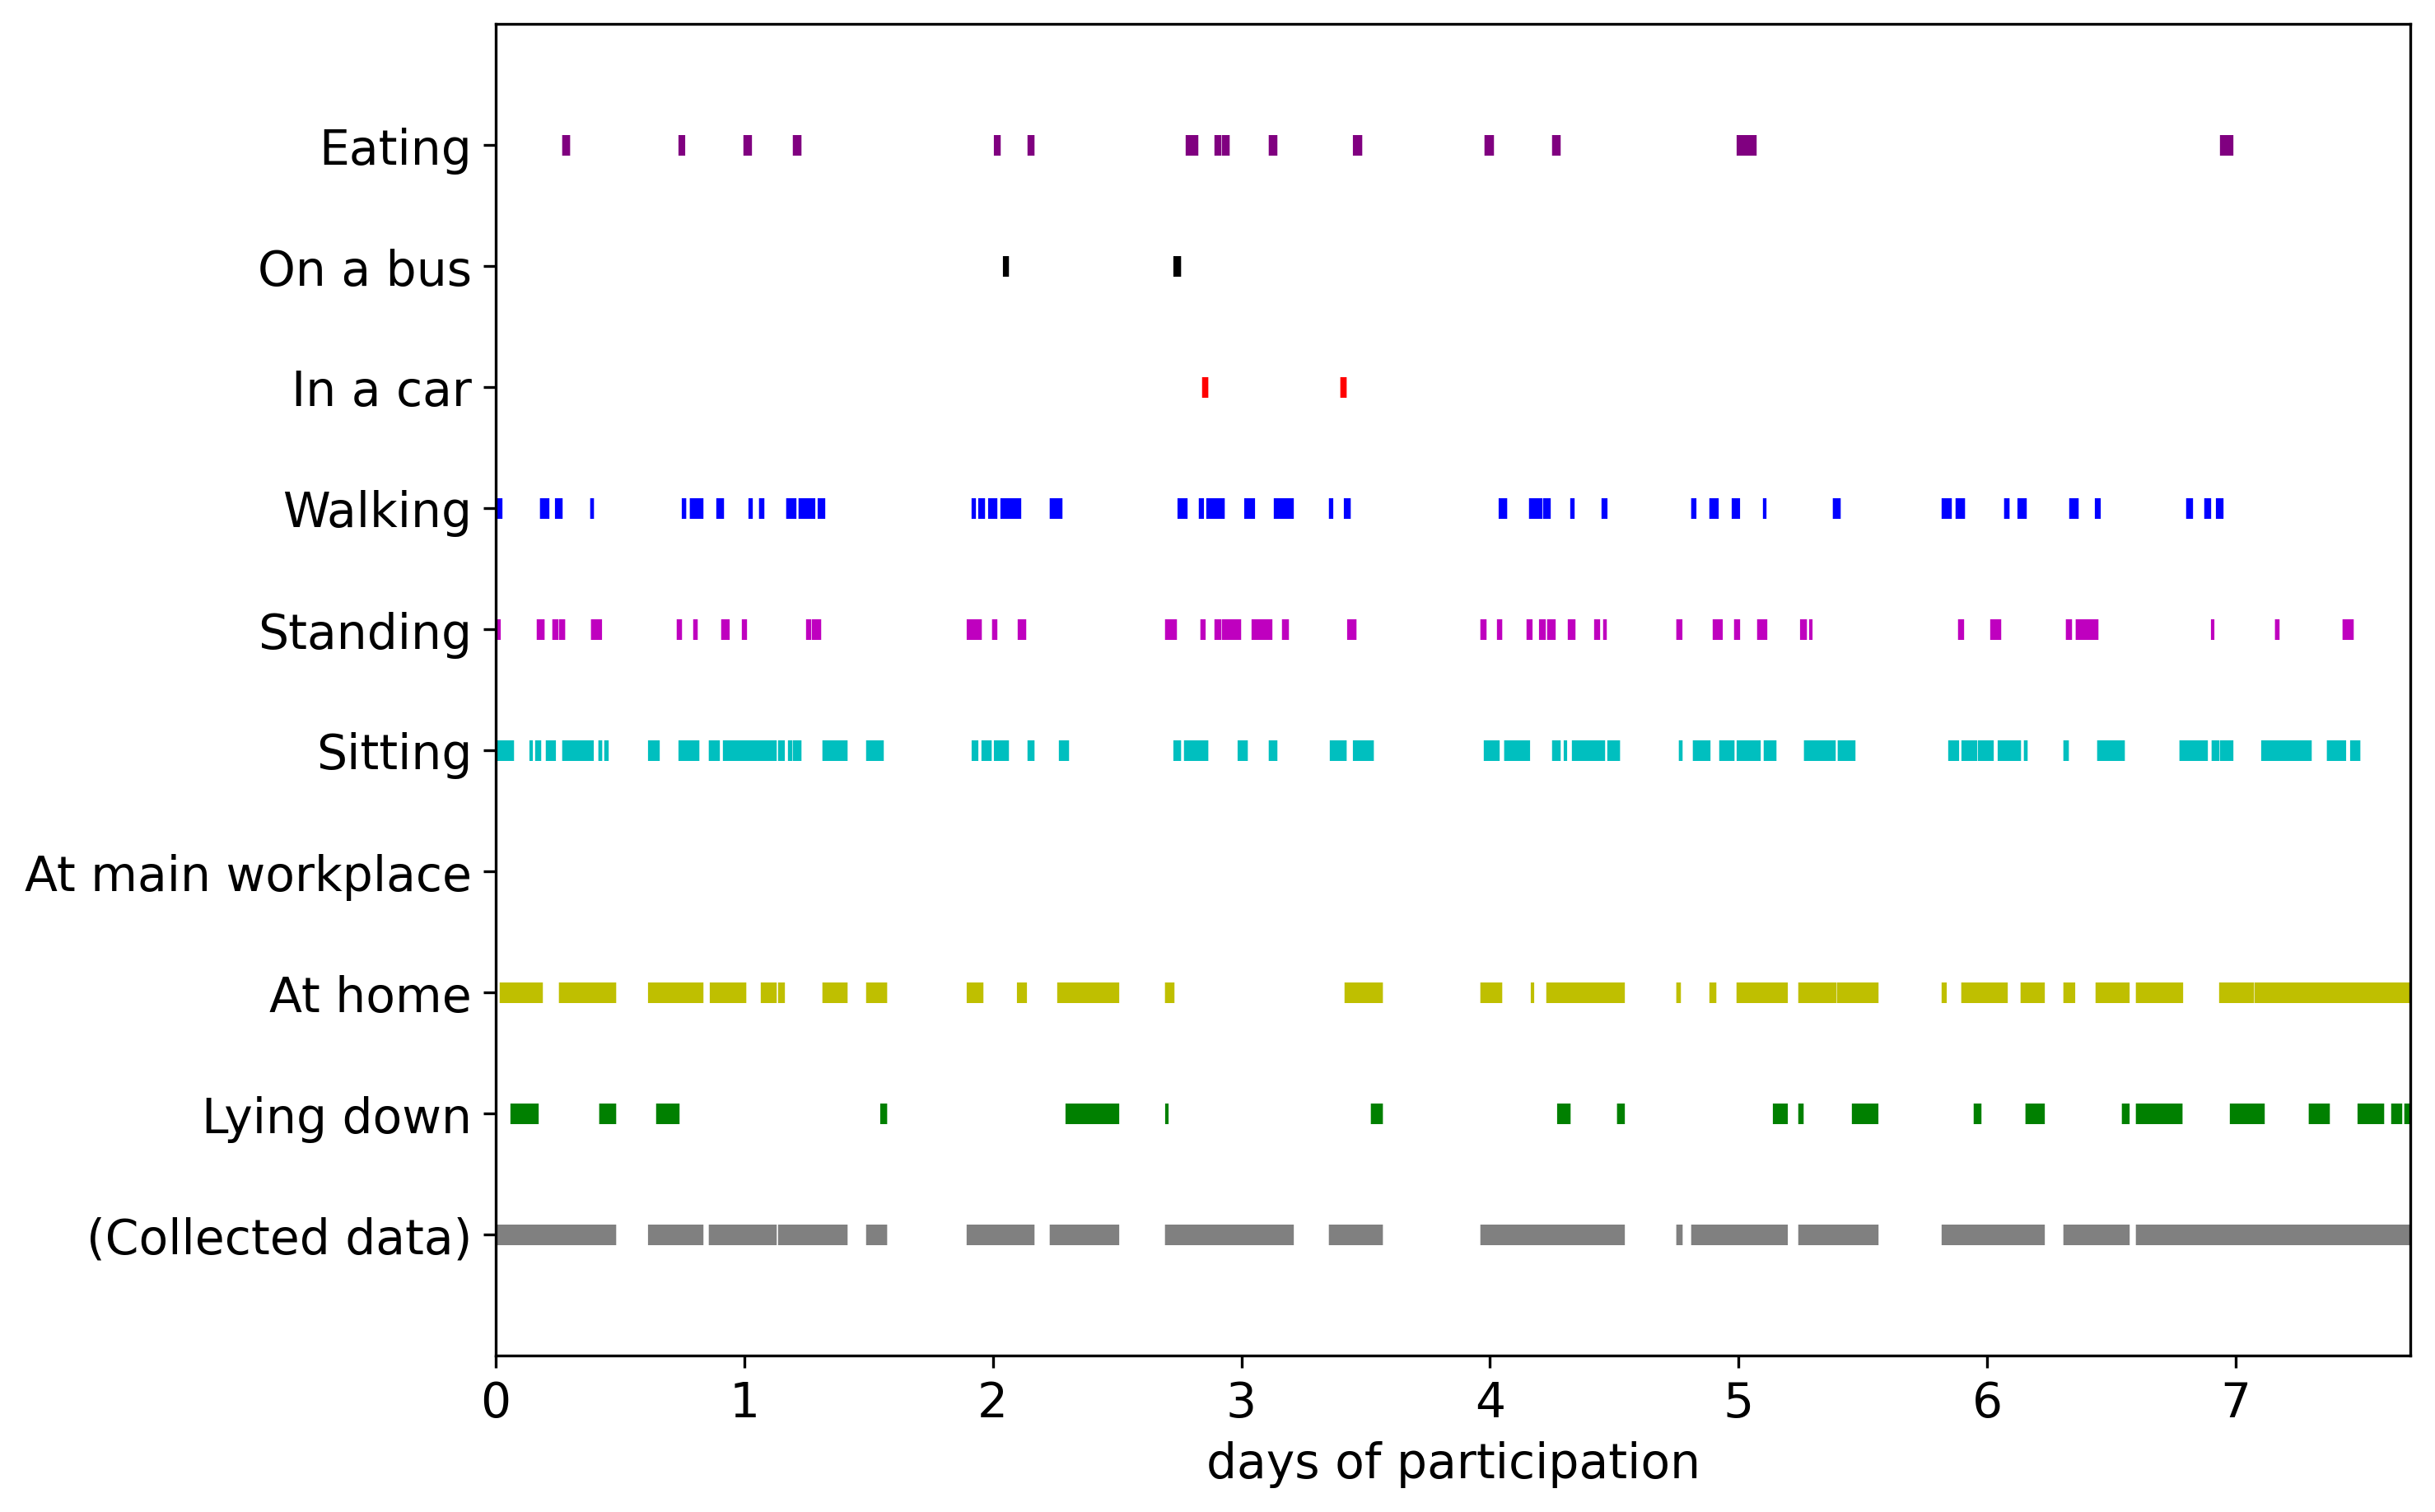 Eating
On a bus
In a car
Walking
Standing
Sitting
At main workplace
At home
Lying down
(Collected data)
0 1 2 3 4 5 6 7
days of participation